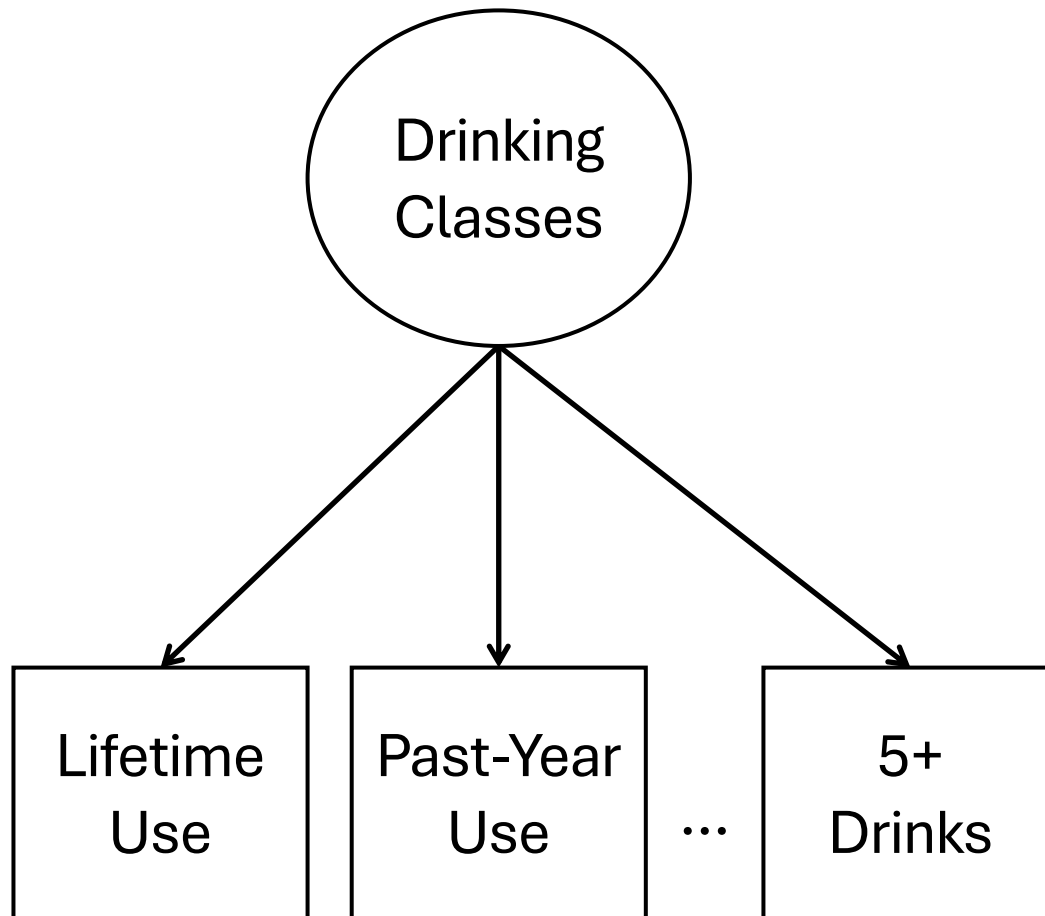 Drinking
Classes
Lifetime
Use
Past-Year
Use
...
5+
Drinks